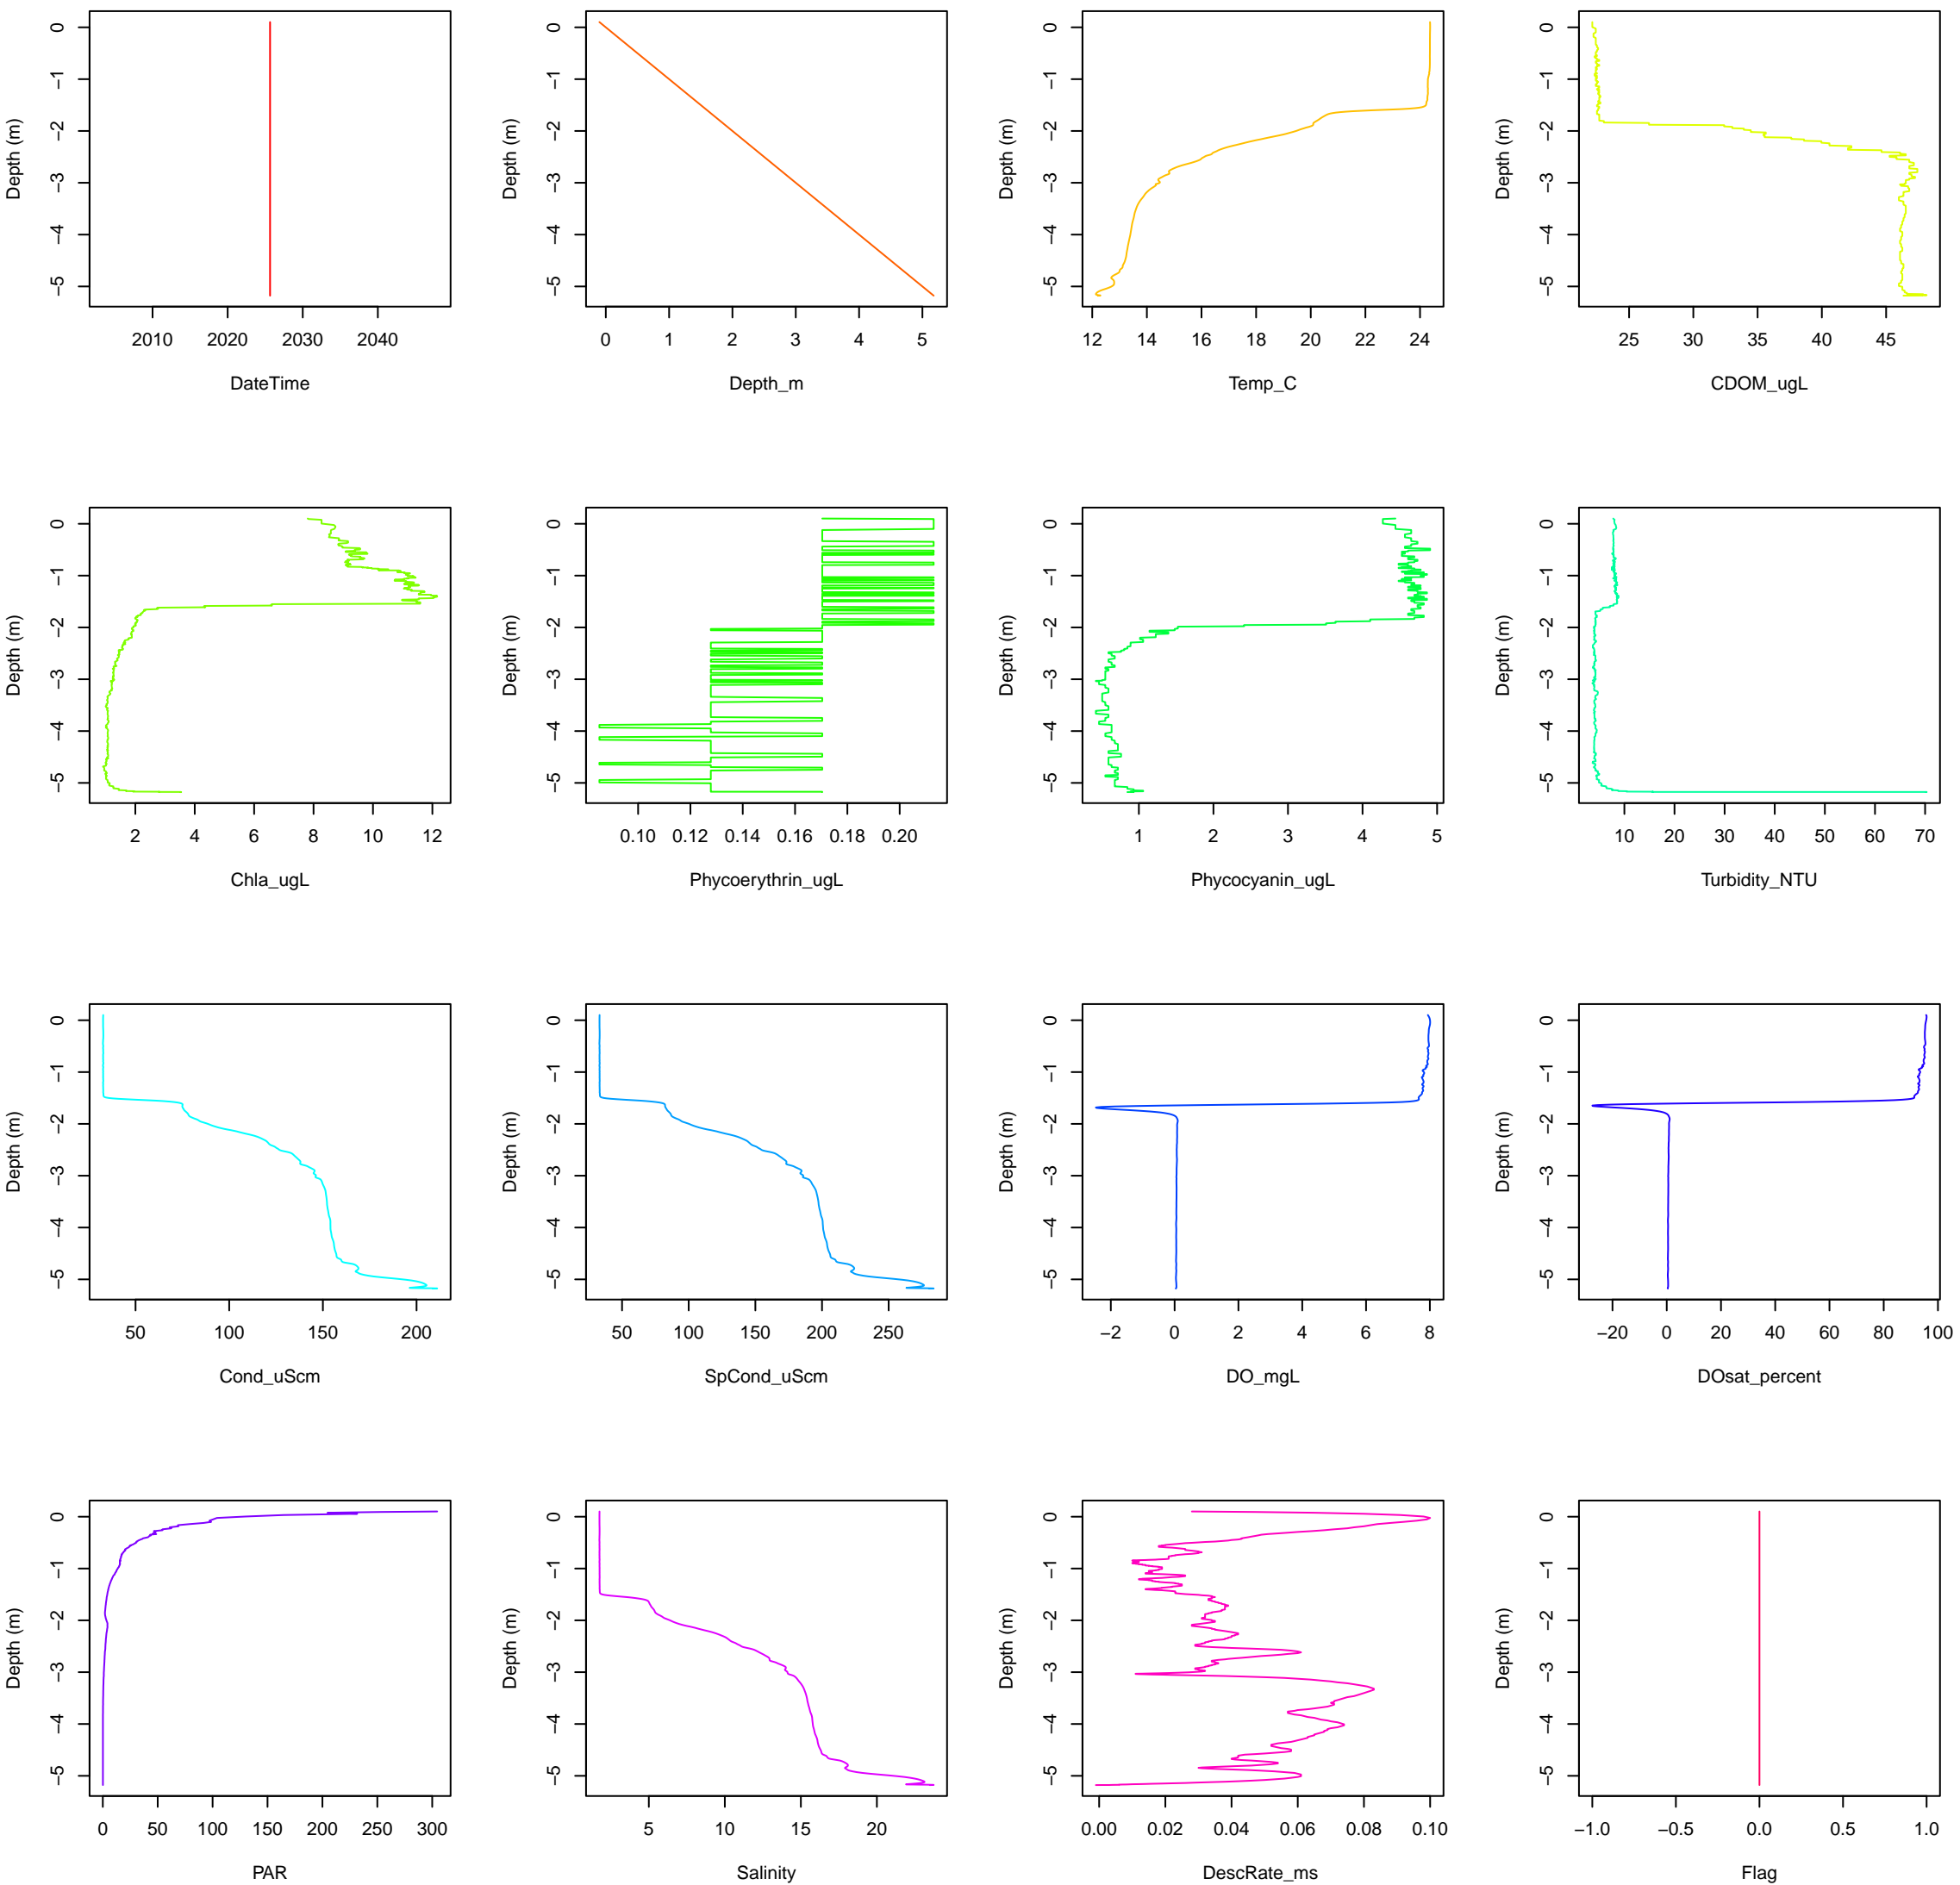 0 0 0 0
−1 −1 −1 −1
−2 −2 −2 −2
Depth (m) Depth (m) Depth (m) Depth (m)
−3 −3 −3 −3
−4 −4 −4 −4
−5 −5 −5 −5
2010 2020 2030 2040 0 1 2 3 4 5 12 14 16 18 20 22 24 25 30 35 40 45
DateTime Depth_m Temp_C CDOM_ugL
0 0 0 0
−1 −1 −1 −1
−2 −2 −2 −2
Depth (m) Depth (m) Depth (m) Depth (m)
−3 −3 −3 −3
−4 −4 −4 −4
−5 −5 −5 −5
2 4 6 8 10 12 0.10 0.12 0.14 0.16 0.18 0.20 1 2 3 4 5 10 20 30 40 50 60 70
Chla_ugL Phycoerythrin_ugL Phycocyanin_ugL Turbidity_NTU
0 0 0 0
−1 −1 −1 −1
−2 −2 −2 −2
Depth (m) Depth (m) Depth (m) Depth (m)
−3 −3 −3 −3
−4 −4 −4 −4
−5 −5 −5 −5
50 100 150 200 50 100 150 200 250 −2 0 2 4 6 8 −20 0 20 40 60 80 100
Cond_uScm SpCond_uScm DO_mgL DOsat_percent
0 0 0 0
−1 −1 −1 −1
−2 −2 −2 −2
Depth (m) Depth (m) Depth (m) Depth (m)
−3 −3 −3 −3
−4 −4 −4 −4
−5 −5 −5 −5
0 50 100 150 200 250 300 5 10 15 20 0.00 0.02 0.04 0.06 0.08 0.10 −1.0 −0.5 0.0 0.5 1.0
PAR Salinity DescRate_ms Flag